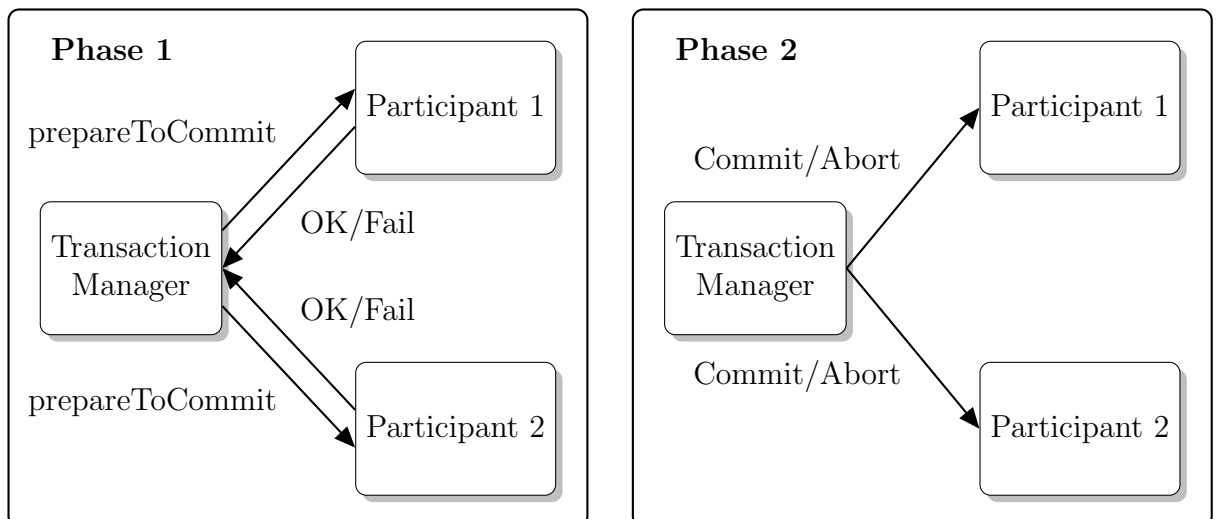 Phase 1
prepareToCommit
Participant 1
OK/Fail
Transaction
Manager
OK/Fail
prepareToCommit
Participant 2
Phase 2
Participant 1
Commit/Abort
Transaction
Manager
Commit/Abort
Participant 2